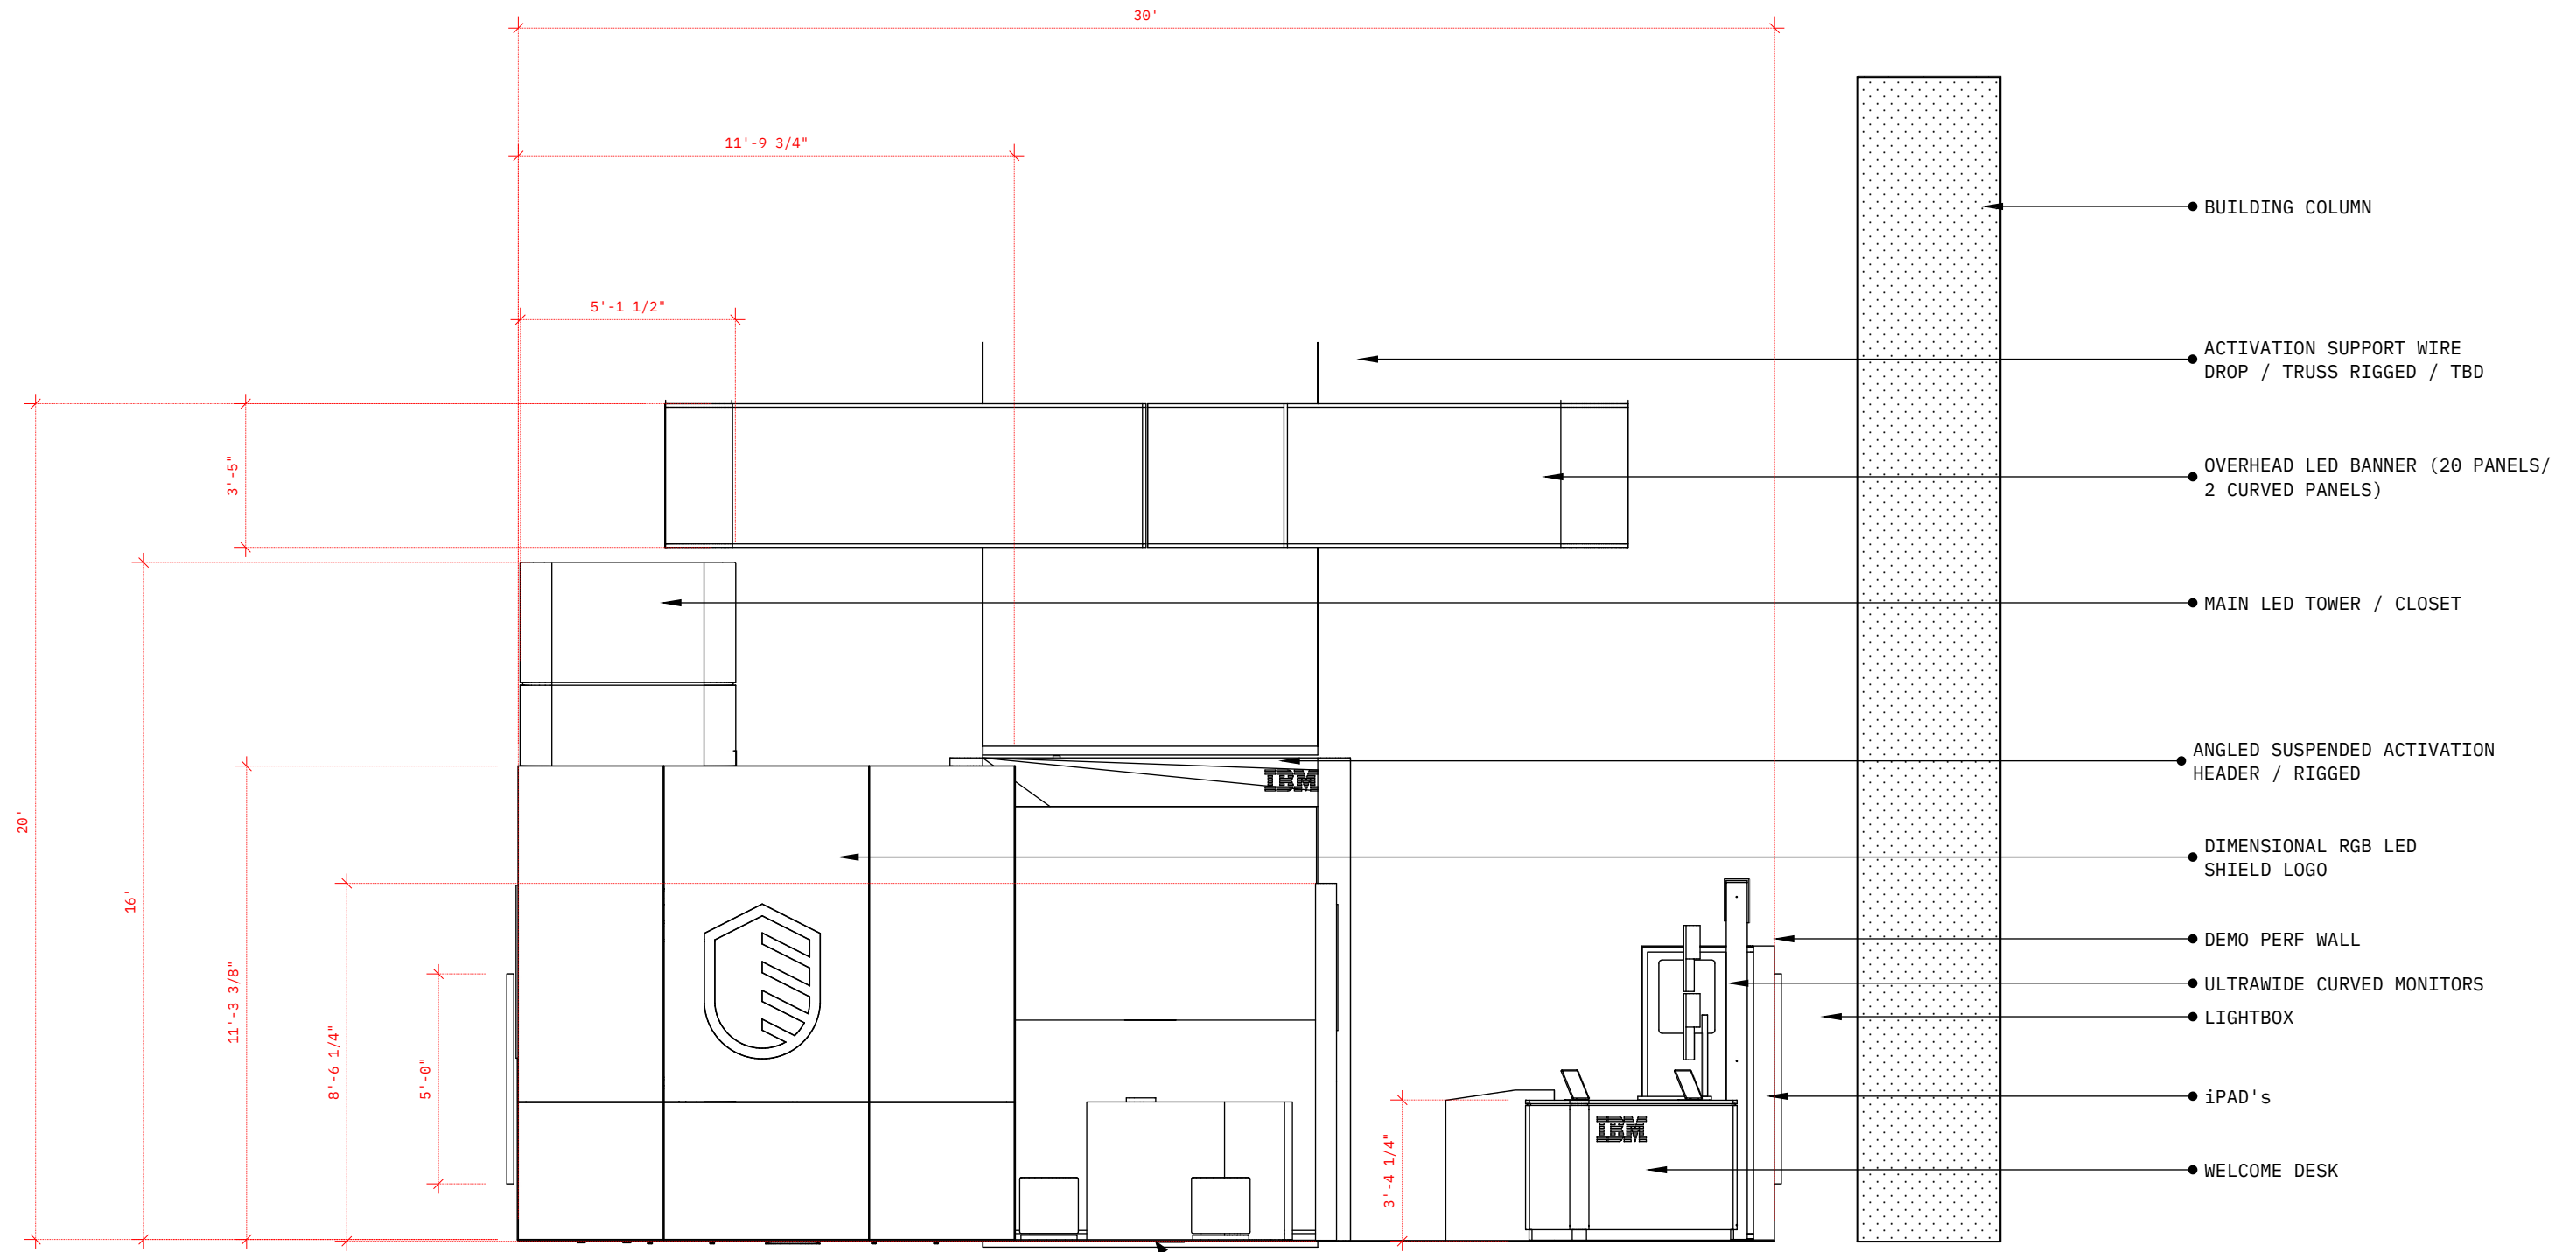 30'
11'-9 3/4"
BUILDING COLUMN
5'-1 1/2"
ACTIVATION SUPPORT WIRE
DROP / TRUSS RIGGED / TBD
3'-5"
OVERHEAD LED BANNER (20 PANELS/
2 CURVED PANELS)
MAIN LED TOWER / CLOSET
ANGLED SUSPENDED ACTIVATION
HEADER / RIGGED
IBM
20'
DIMENSIONAL RGB LED
SHIELD LOGO
16'
DEMO PERF WALL
ULTRAWIDE CURVED MONITORS
11'-3 3/8"
LIGHTBOX
8'-6 1/4"
5'-0"
iPAD's
IBM
3'-4 1/4"
WELCOME DESK